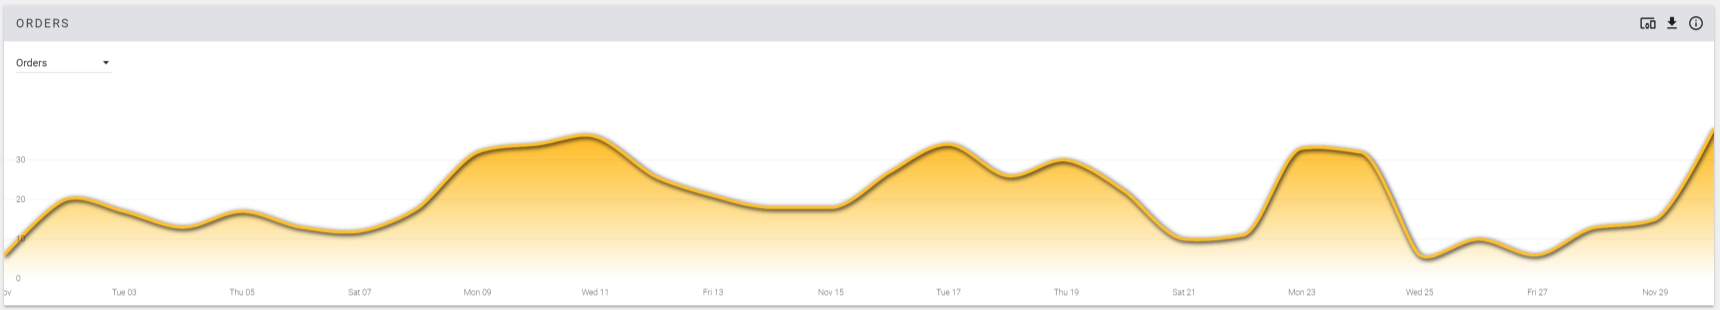 ORDERS
Orders
30
20
10
0
ov Tue 03 Thu 05 Sat 07 Mon 09 Wed 11 Fri 13 Nov 15 Tue 17 Thu 19 Sat 21 Mon 23 Wed 25 Fri 27 Nov 29